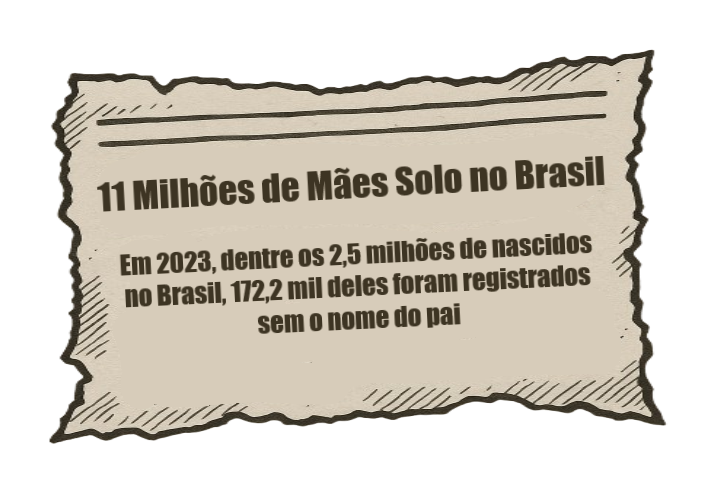 11 Milhões de Mães Solo no Brasil
Em 2023, dentre os 2,5 milhões de nascidos
no Brasil, 172,2 mil deles foram registrados
sem o nome do pai